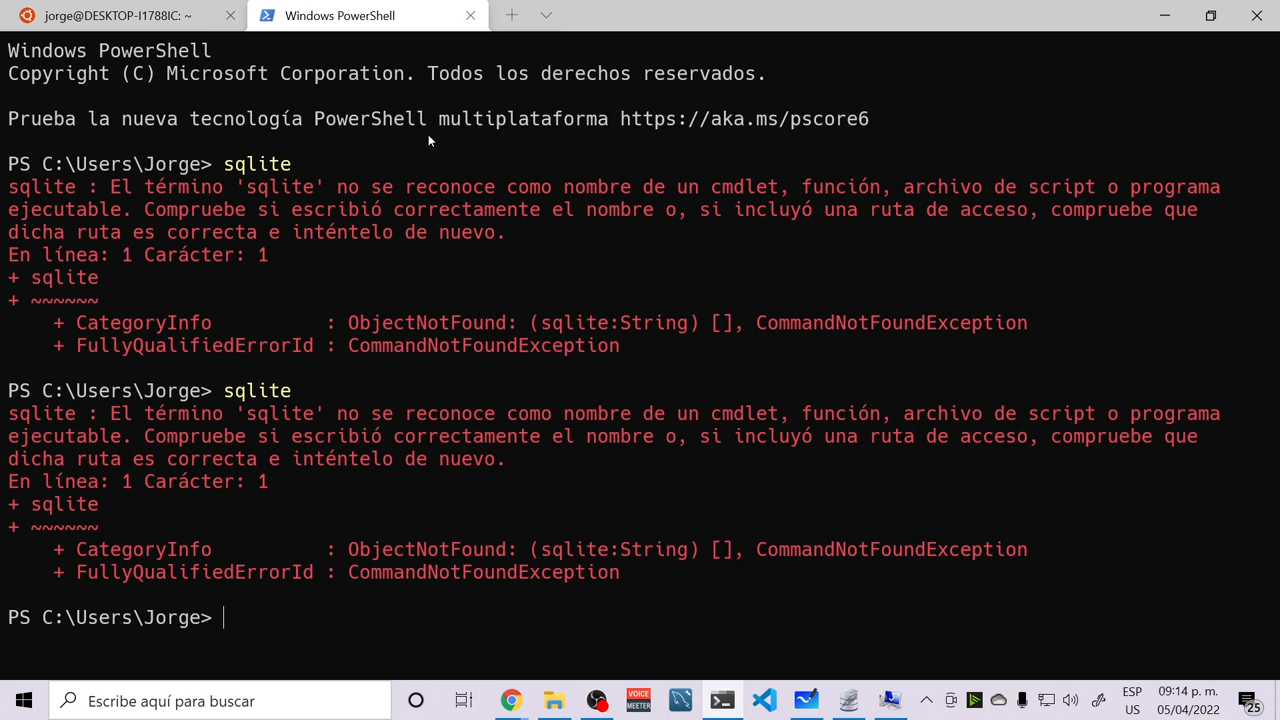 jorge@DESKTOP-I1788IC: ~
Windows PowerShell
Windows PowerShell
Copyright (C) Microsoft Corporation. Todos los derechos reservados.
Prueba la nueva tecnología PowerShell multiplataforma https://aka.ms/pscore6
PS C:\Users\Jorge> sqlite
sqlite : El término 'sqlite' no se reconoce como nombre de un cmdlet, función, archivo de script o programa
ejecutable. Compruebe si escribió correctamente el nombre o, si incluyó una ruta de acceso, compruebe que
dicha ruta es correcta e inténtelo de nuevo.
En línea: 1 Carácter: 1
+ sqlite
+ ~~~~~~
    + CategoryInfo          : ObjectNotFound: (sqlite:String) [], CommandNotFoundException
    + FullyQualifiedErrorId : CommandNotFoundException
PS C:\Users\Jorge> sqlite
sqlite : El término 'sqlite' no se reconoce como nombre de un cmdlet, función, archivo de script o programa
ejecutable. Compruebe si escribió correctamente el nombre o, si incluyó una ruta de acceso, compruebe que
dicha ruta es correcta e inténtelo de nuevo.
En línea: 1 Carácter: 1
+ sqlite
+ ~~~~~~
    + CategoryInfo          : ObjectNotFound: (sqlite:String) [], CommandNotFoundException
    + FullyQualifiedErrorId : CommandNotFoundException
PS C:\Users\Jorge>
Escribe aquí para buscar
VOICE
MEETER
ESP
US
09:14 p. m.
05/04/2022
25